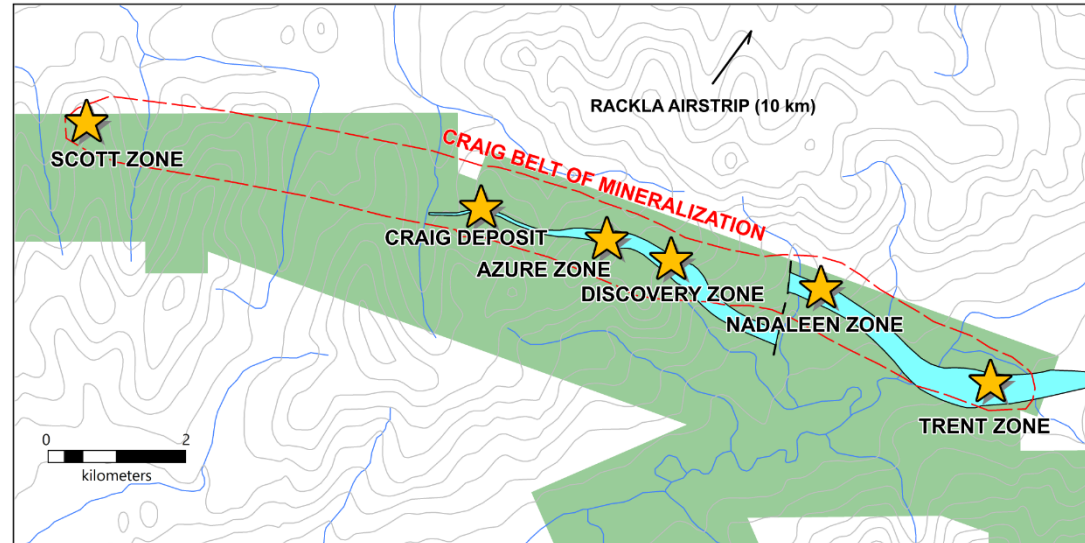 RACKLA AIRSTRIP (10 km)
SCOTT ZONE
CRAIG BELT OF MINERALIZATION
CRAIG DEPOSIT
AZURE ZONE
DISCOVERY ZONE
NADALEEN ZONE
TRENT ZONE
0 2
kilometers